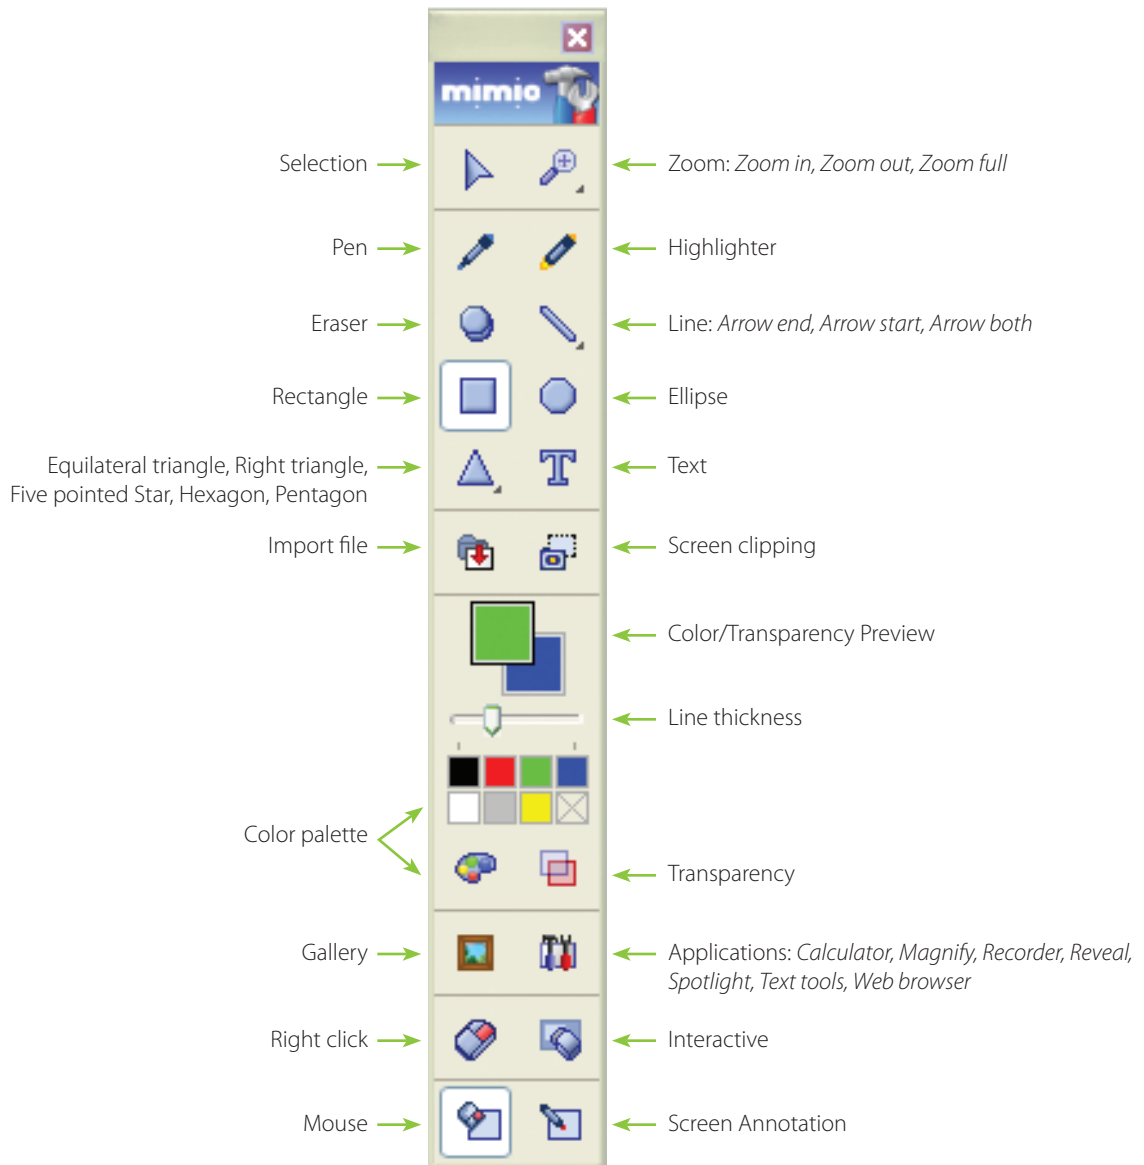 mimio
Selection
Zoom: Zoom in, Zoom out, Zoom full
Pen
Highlighter
Eraser
Line: Arrow end, Arrow start, Arrow both
Rectangle
Ellipse
Equilateral triangle, Right triangle,
Five pointed Star, Hexagon, Pentagon
Text
Import file
Screen clipping
Color/Transparency Preview
Line thickness
Color palette
Transparency
Gallery
Applications: Calculator, Magnify, Recorder, Reveal,
Spotlight, Text tools, Web browser
Right click
Interactive
Mouse
Screen Annotation